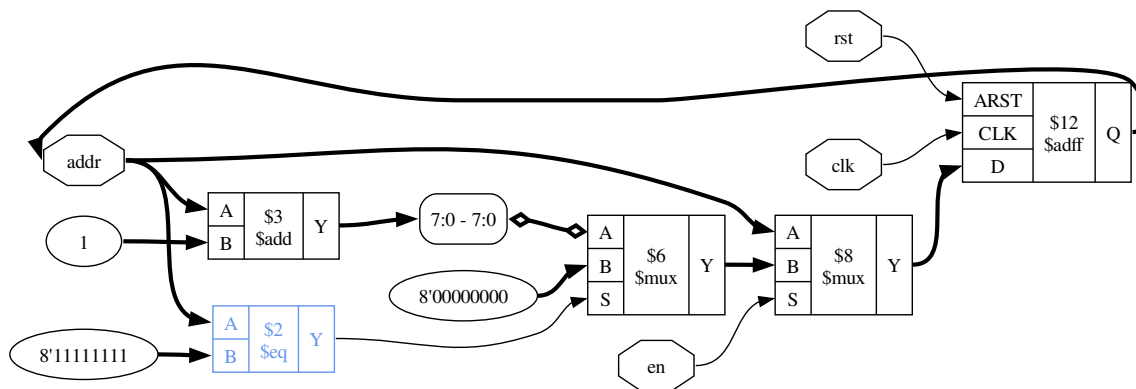 rst
ARST
CLK
D
$12
$adff
Q
clk
addr
A
B
$3
$add
Y
1
7:0 - 7:0
A
B
S
$6
$mux
Y
8'00000000
A
B
S
$8
$mux
Y
A
B
$2
$eq
Y
8'11111111
en